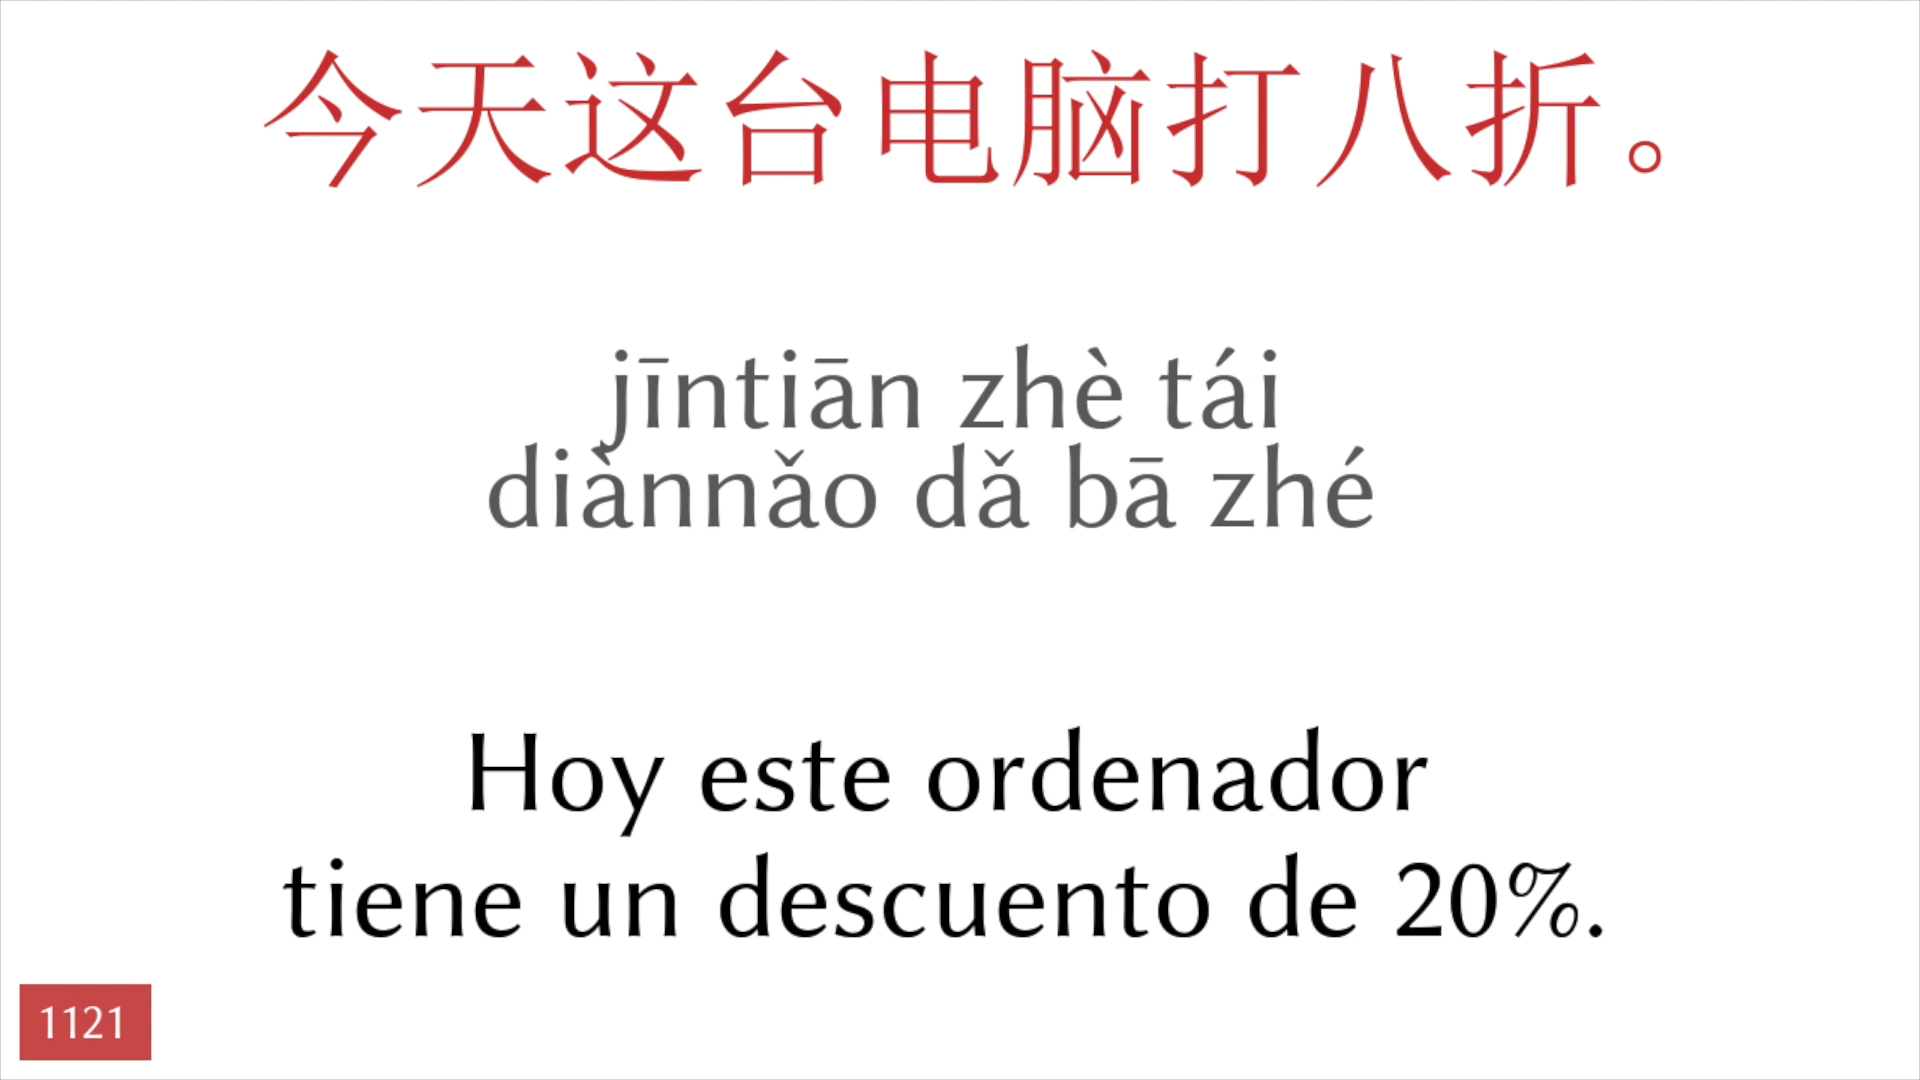 今天这台电脑打八折。
jīntiān zhè tái
diànnǎo dǎ bā zhé
Hoy este ordenador
tiene un descuento de 20%.
1121